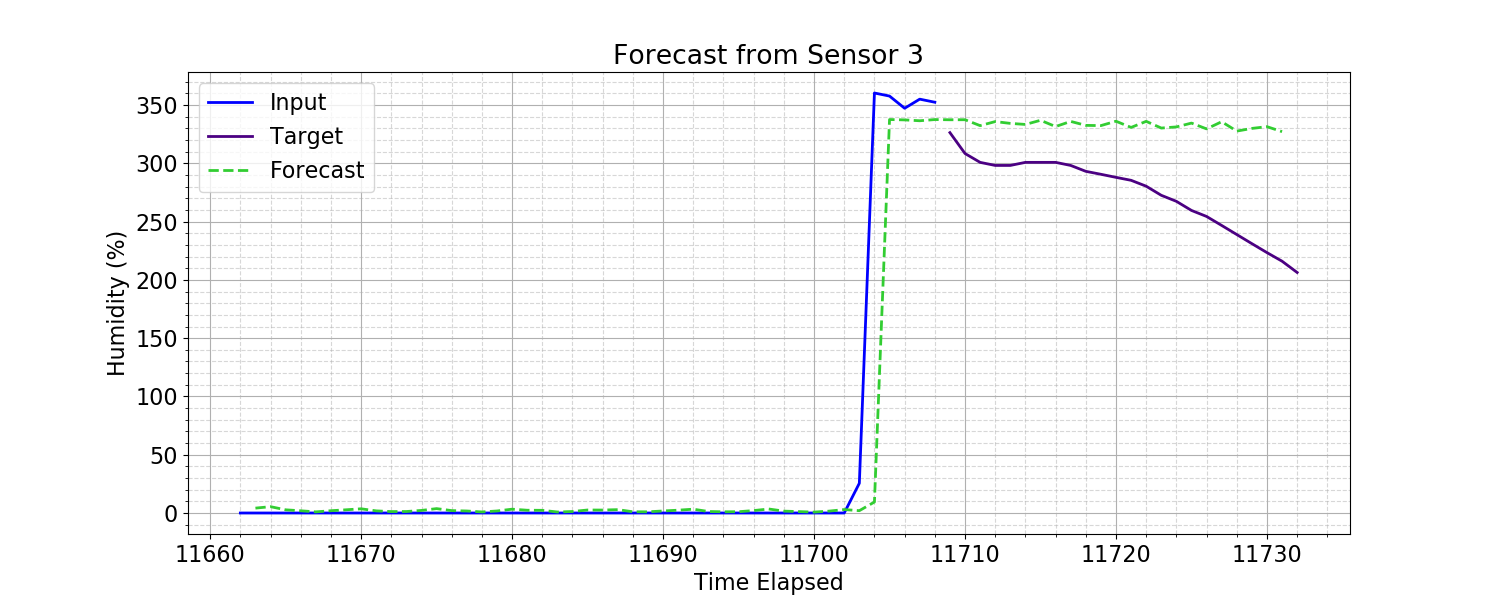 Forecast from Sensor 3
Input
Target
Forecast
Humidity (%)
350
300
250
200
150
100
50
0
11660 11670 11680 11690 11700 11710 11720 11730
Time Elapsed